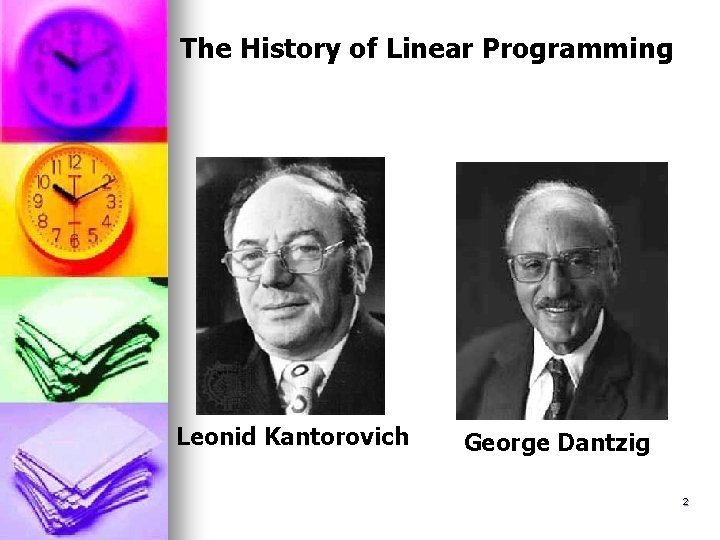 The History of Linear Programming
Leonid Kantorovich
George Dantzig
2